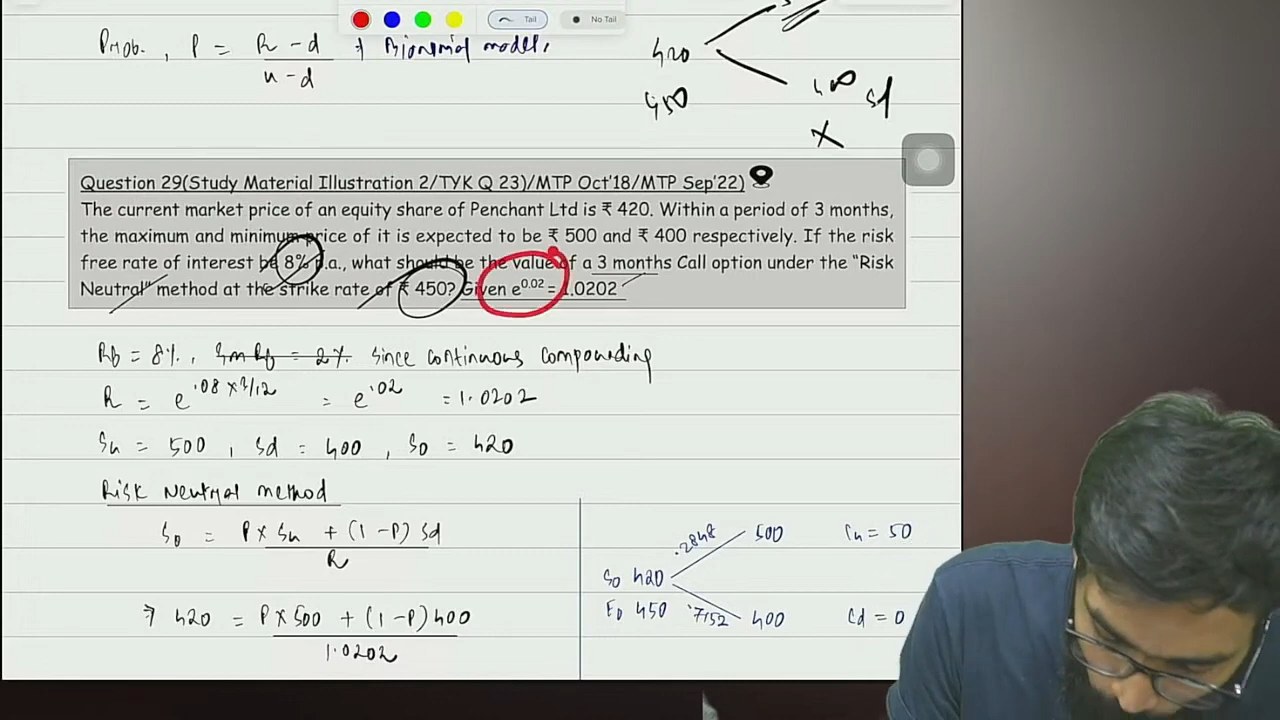 Tail
No Tail
Prob., P = R - d / u - d → Binomial model,
420
450
400 Sd
X
Question 29(Study Material Illustration 2/TYK Q 23)/MTP Oct'18/MTP Sep'22)
The current market price of an equity share of Penchant Ltd is ₹ 420. Within a period of 3 months,
the maximum and minimum price of it is expected to be ₹ 500 and ₹ 400 respectively. If the risk
free rate of interest be 8% p.a., what should be the value of a 3 months Call option under the “Risk
Neutral” method at the strike rate of ₹ 450? Given e^0.02 = 1.0202
Rf = 8%, 3m Rf = 2%. since continuous compounding
R = e^.08 x 3/12 = e^.02 = 1.0202
Su = 500, Sd = 400, S0 = 420
Risk Neutral method
S0 = P x Su + (1 - P) Sd / R
⇒ 420 = P x 500 + (1 - P) 400 / 1.0202
.2848 500 Cu = 50
S0 420
E0 450 .7152 400 Cd = 0